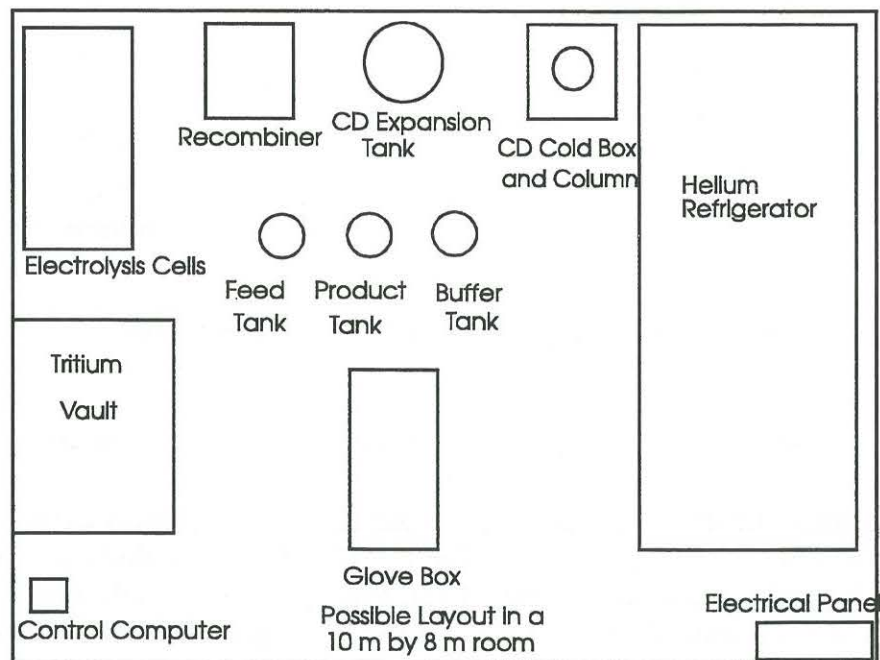 Recombiner
CD Expansion
Tank
CD Cold Box
and Column
Helium
Refrigerator
Electrolysis Cells
Feed
Tank
Product
Tank
Buffer
Tank
Tritium
Vault
Glove Box
Control Computer
Possible Layout in a
10 m by 8 m room
Electrical Panel